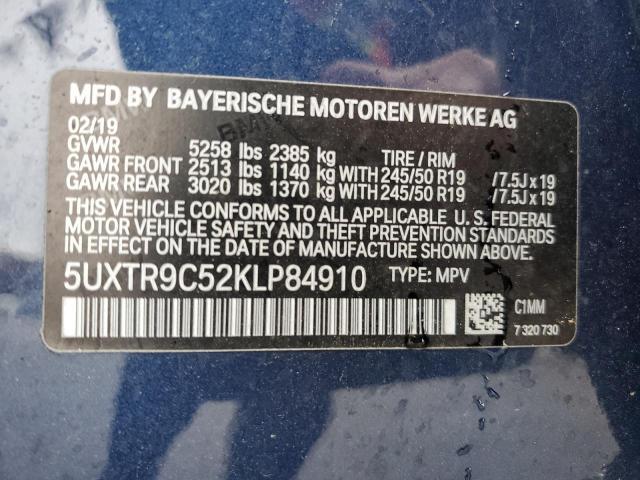 MFD BY BAYERISCHE MOTOREN WERKE AG
02/19
GVWR 5258 lbs 2385 kg TIRE / RIM
GAWR FRONT 2513 lbs 1140 kg WITH 245/50 R19 /7.5J x 19
GAWR REAR 3020 lbs 1370 kg WITH 245/50 R19 /7.5J x 19
THIS VEHICLE CONFORMS TO ALL APPLICABLE U. S. FEDERAL
MOTOR VEHICLE SAFETY AND THEFT PREVENTION STANDARDS
IN EFFECT ON THE DATE OF MANUFACTURE SHOWN ABOVE.
5UXTR9C52KLP84910 TYPE: MPV
C1MM
7 320 730